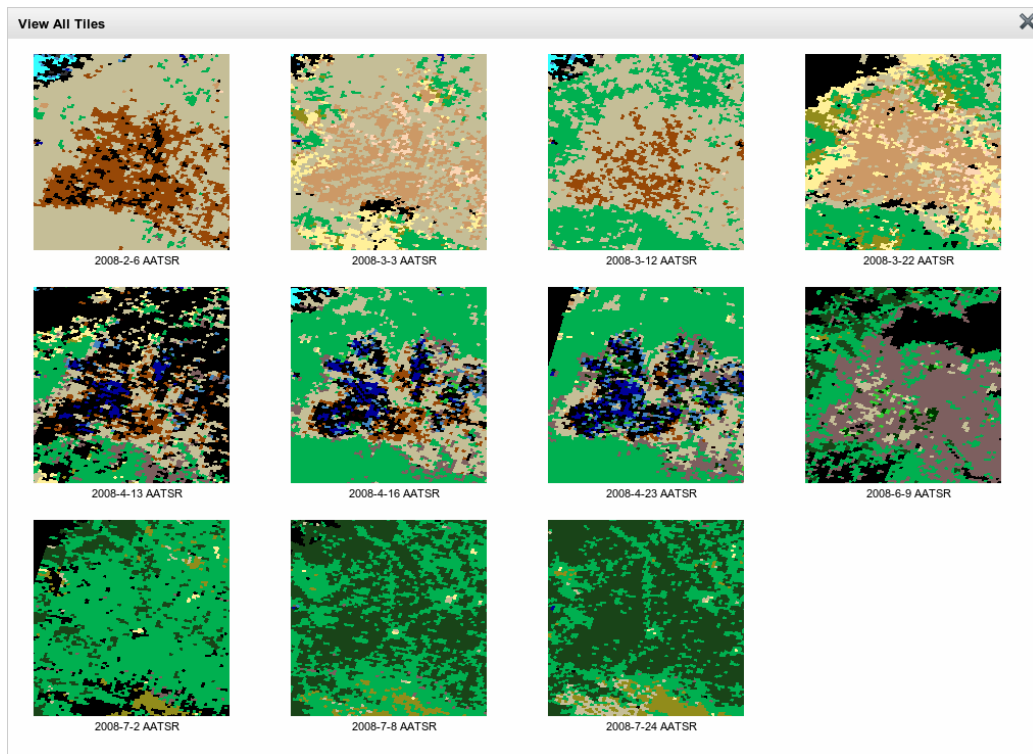 View All Tiles
2008-2-6 AATSR
2008-3-3 AATSR
2008-3-12 AATSR
2008-3-22 AATSR
2008-4-13 AATSR
2008-4-16 AATSR
2008-4-23 AATSR
2008-6-9 AATSR
2008-7-2 AATSR
2008-7-8 AATSR
2008-7-24 AATSR